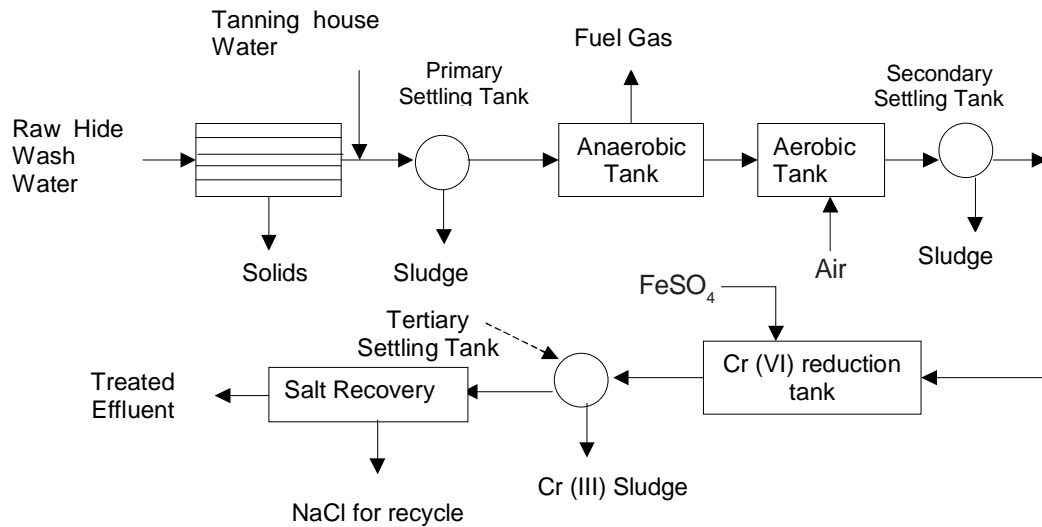 Tanning house
Water
Fuel Gas
Primary
Settling Tank
Secondary
Settling Tank
Raw Hide
Wash
Water
Anaerobic
Tank
Aerobic
Tank
Solids
Sludge
Air
Sludge
FeSO₄
Tertiary
Settling Tank
Cr (VI) reduction
tank
Treated
Effluent
Salt Recovery
Cr (III) Sludge
NaCl for recycle